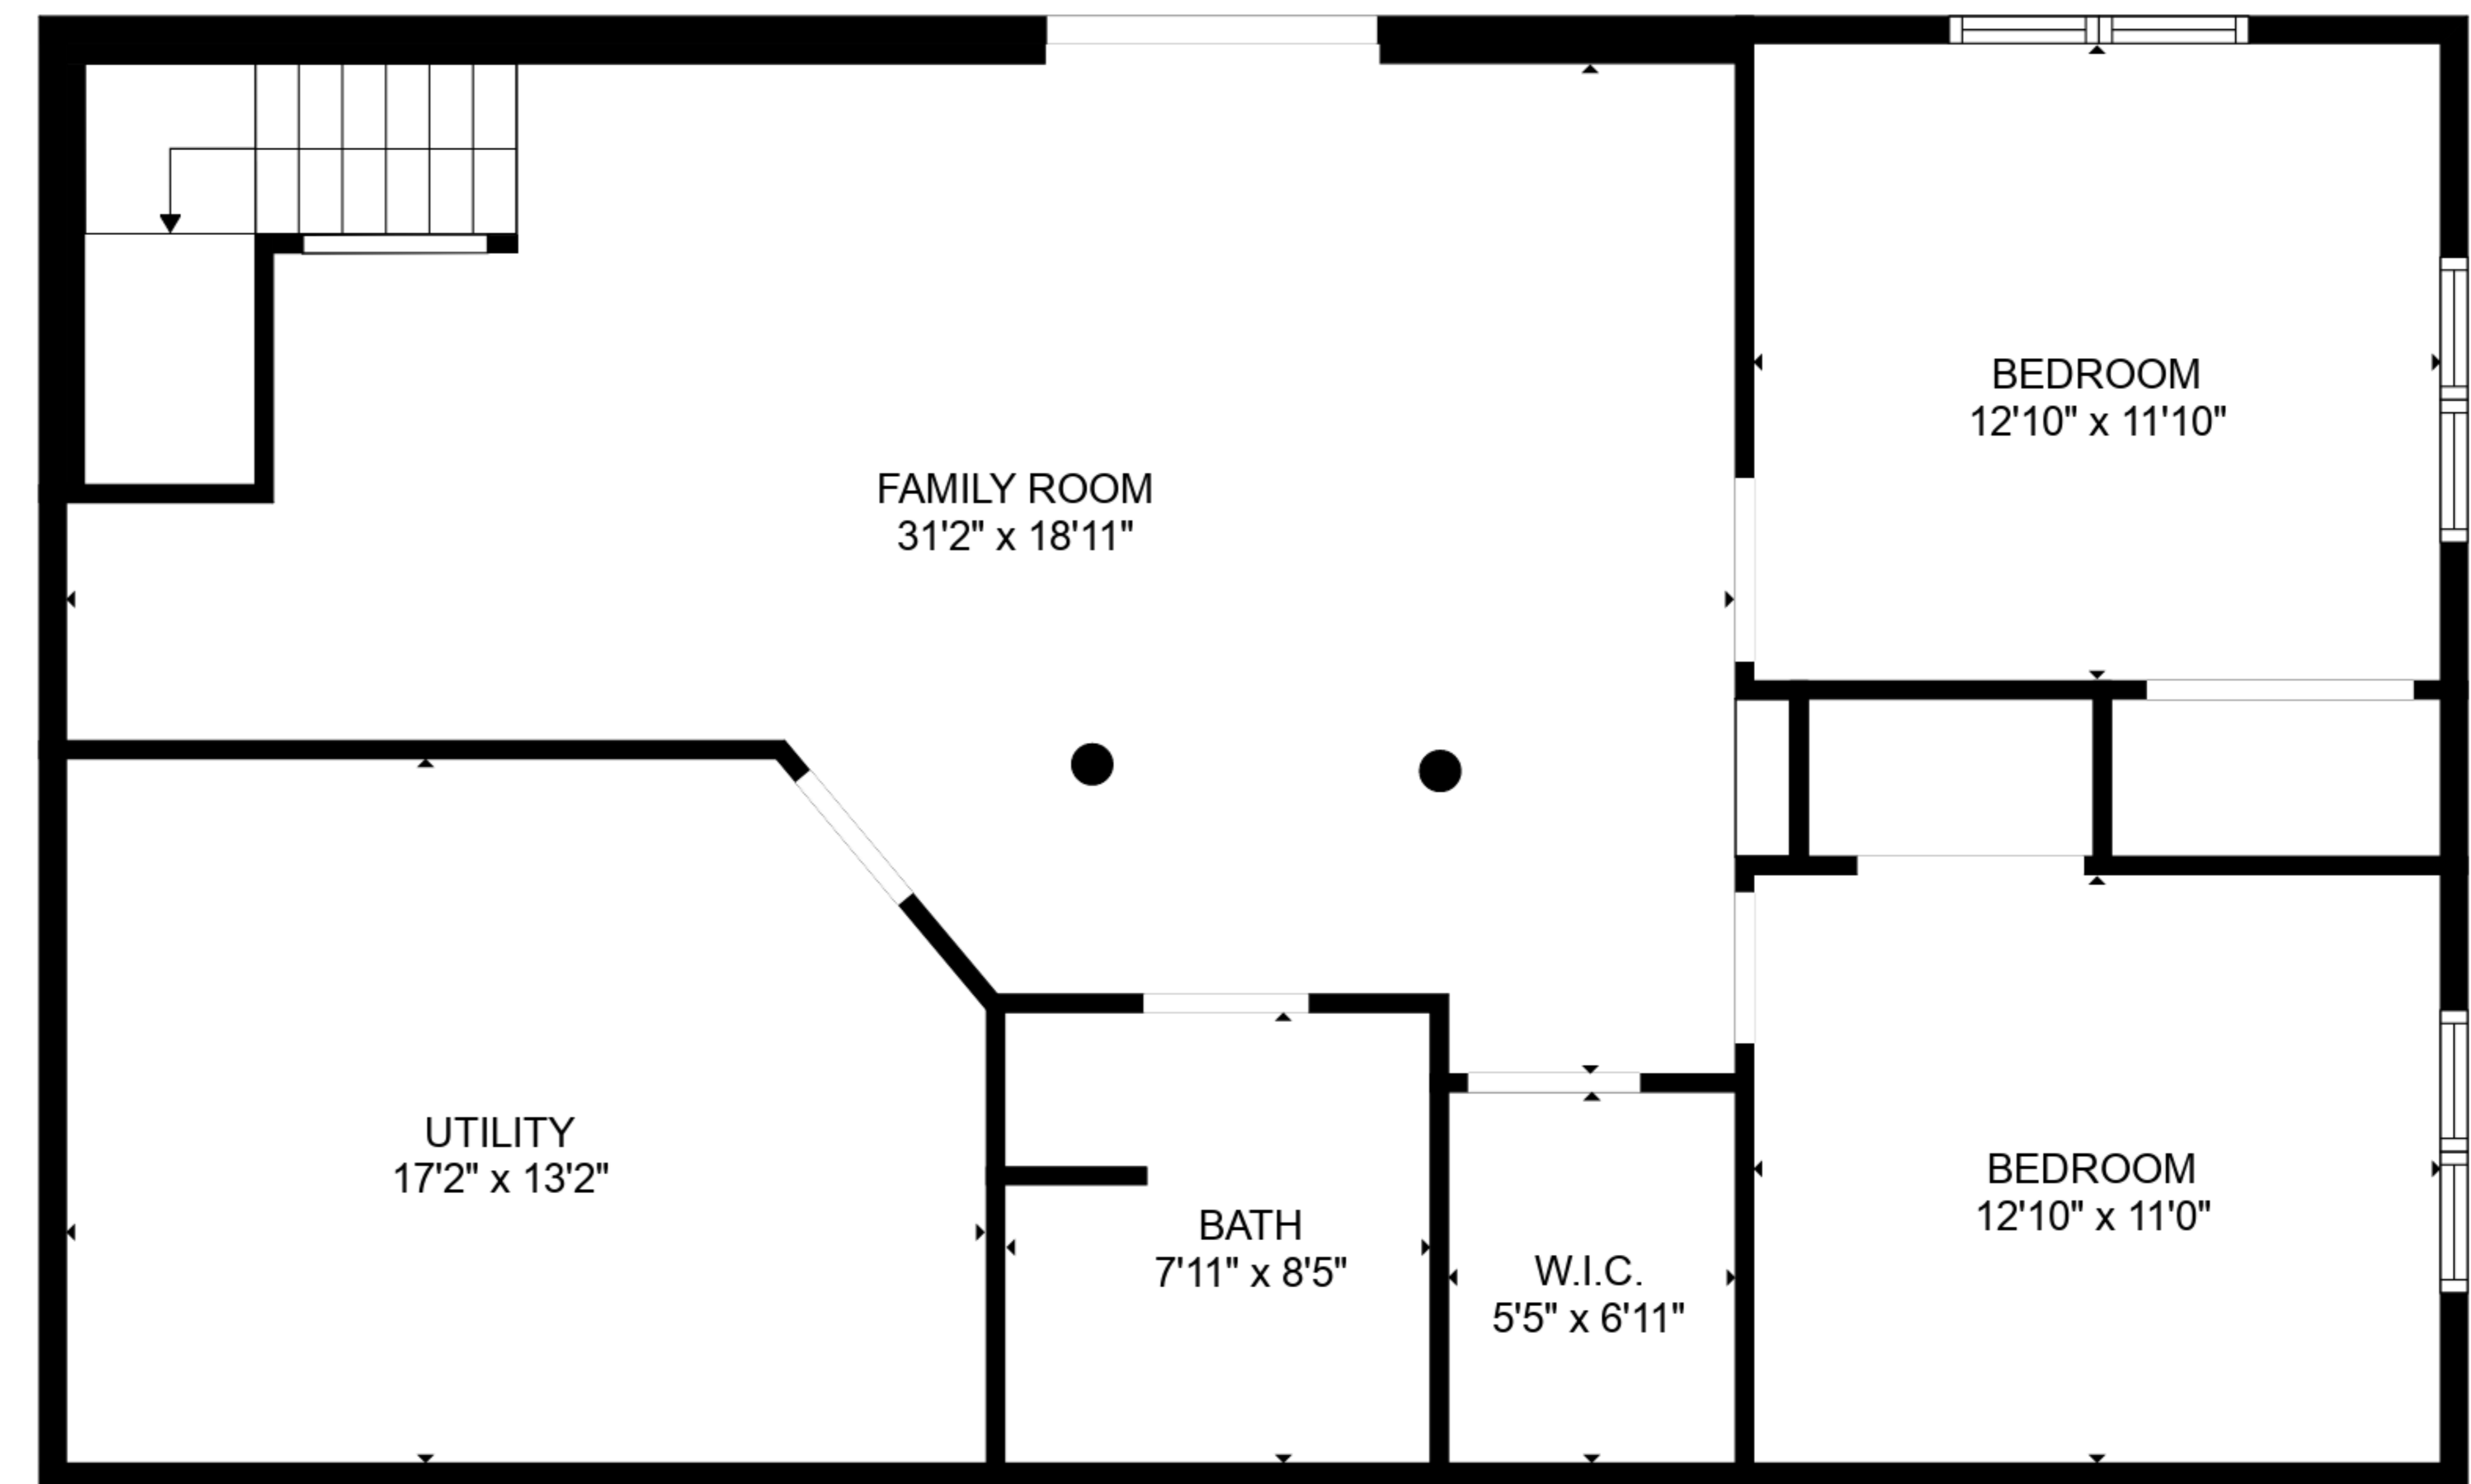 BEDROOM
12'10" x 11'10"
FAMILY ROOM
31'2" x 18'11"
UTILITY
17'2" x 13'2"
BATH
7'11" x 8'5"
W.I.C.
5'5" x 6'11"
BEDROOM
12'10" x 11'0"